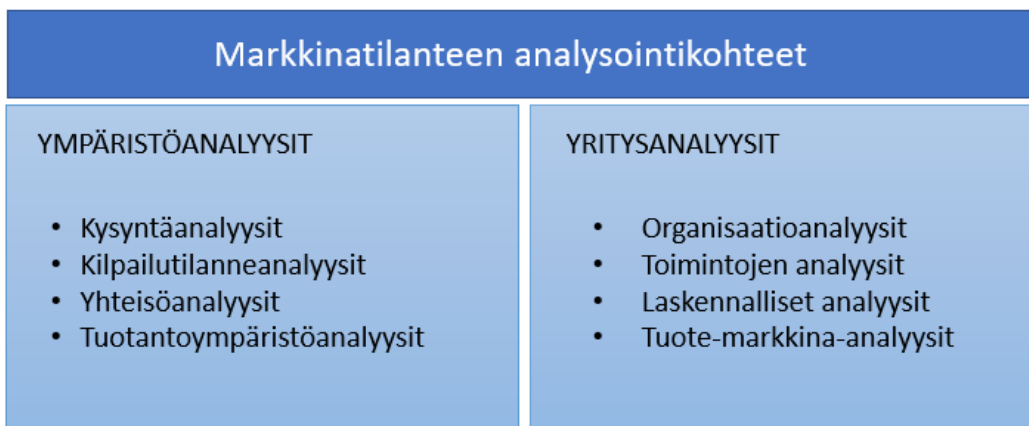 Markkinatilanteen analysointikohteet
YMPÄRISTÖANALYYSIT
• Kysyntäanalyysit
• Kilpailutilanneanalyysit
• Yhteisöanalyysit
• Tuotantoympäristöanalyysit
YRITYSANALYYSIT
• Organisaatioanalyysit
• Toimintojen analyysit
• Laskennalliset analyysit
• Tuote-markkina-analyysit